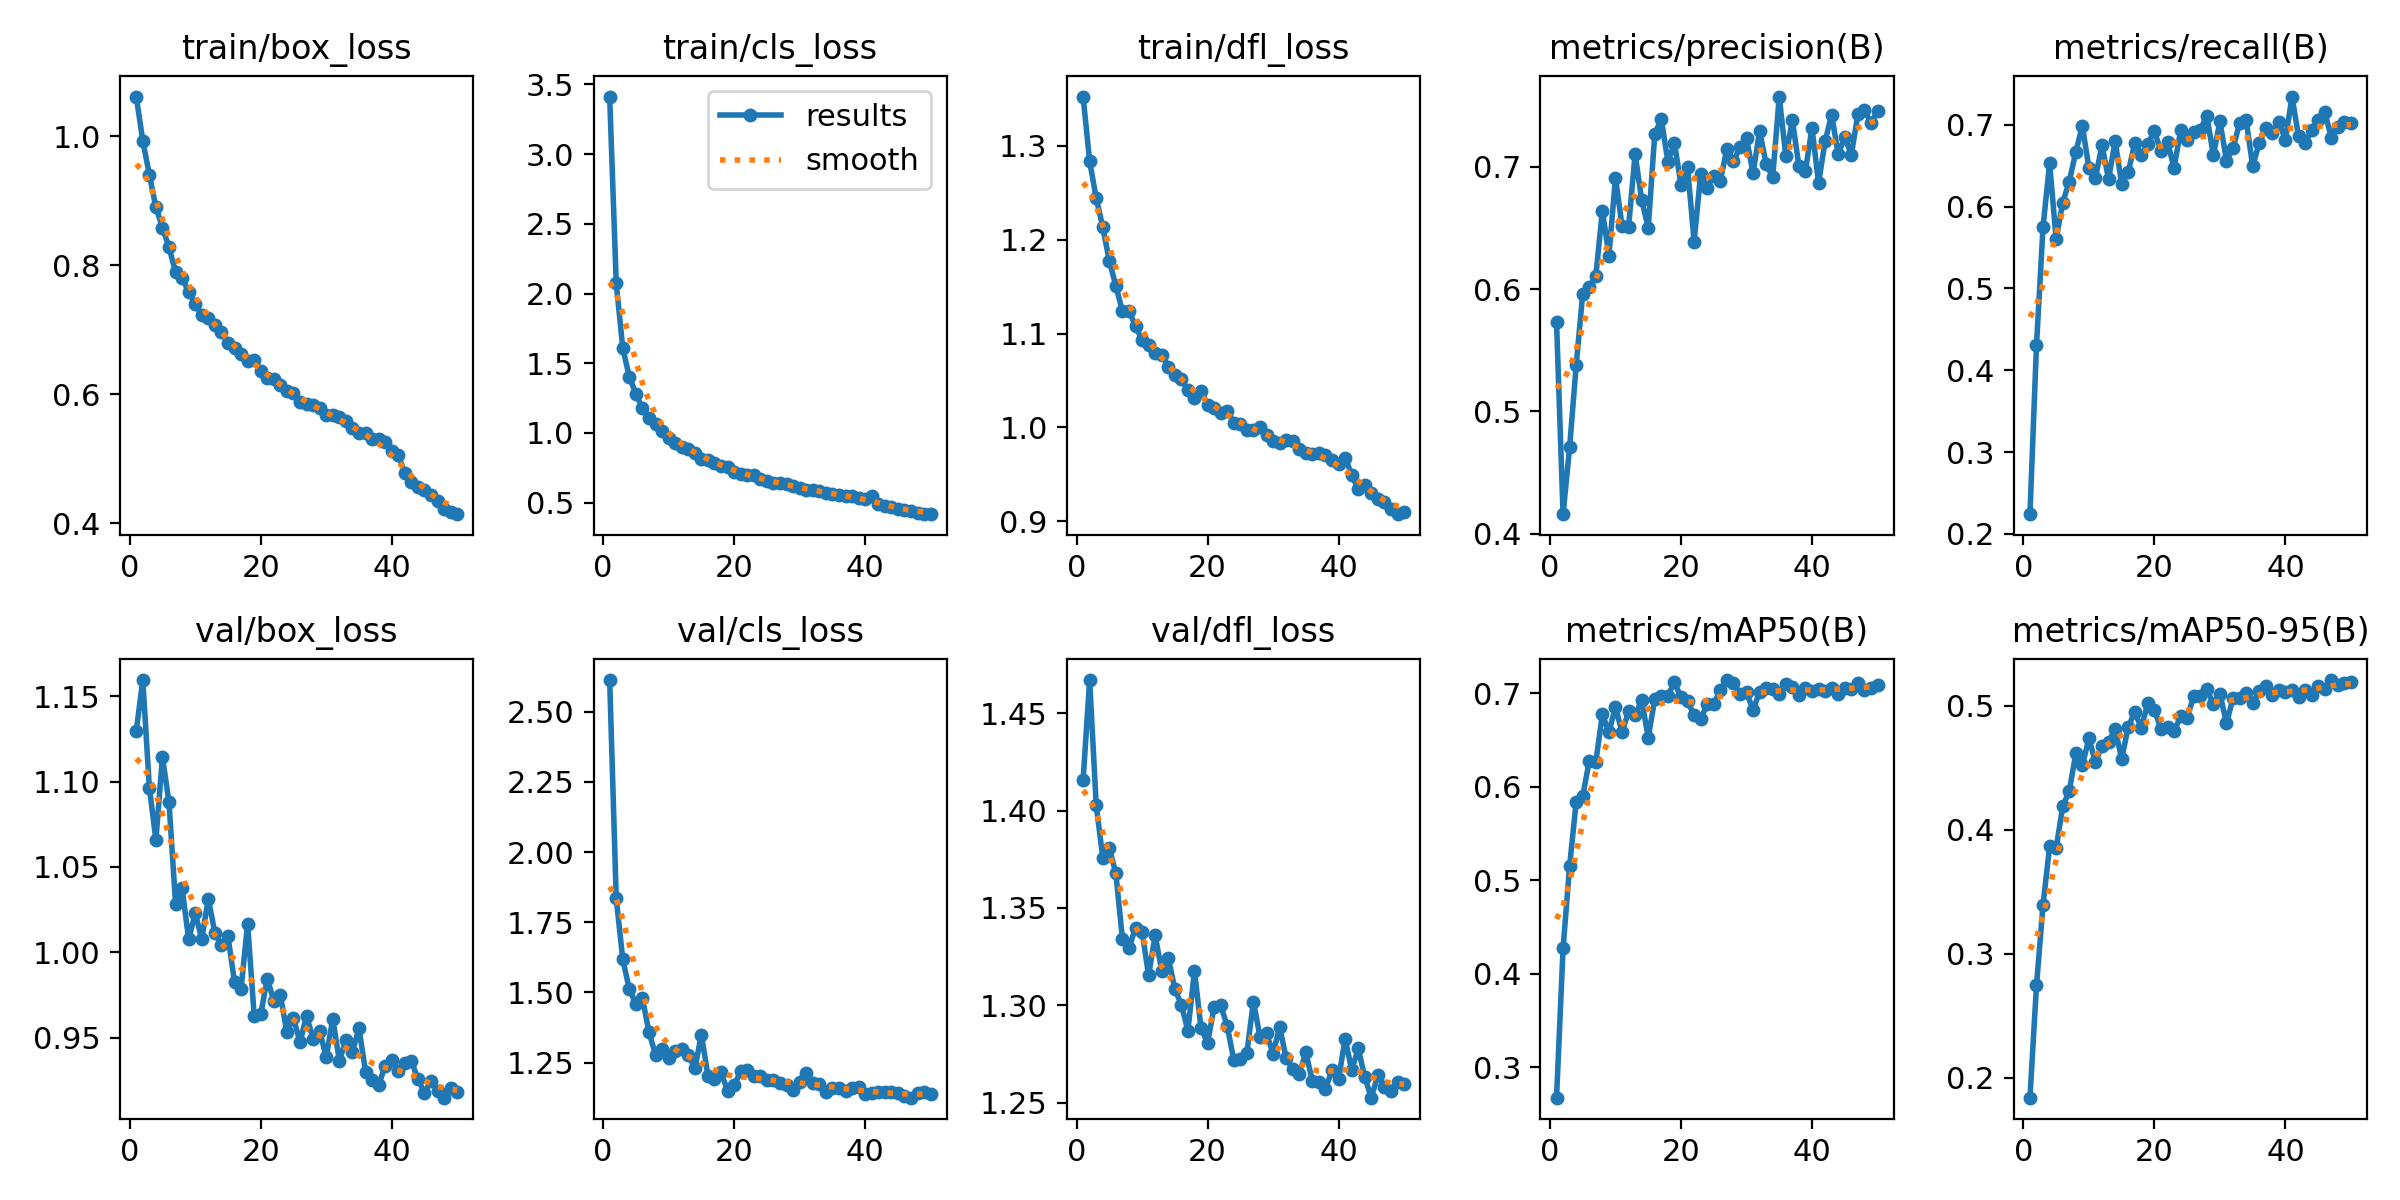 train/box_loss
1.0
0.8
0.6
0.4
0 20 40
train/cls_loss
results
smooth
3.5
3.0
2.5
2.0
1.5
1.0
0.5
0 20 40
train/dfl_loss
1.3
1.2
1.1
1.0
0.9
0 20 40
metrics/precision(B)
0.7
0.6
0.5
0.4
0 20 40
metrics/recall(B)
0.7
0.6
0.5
0.4
0.3
0.2
0 20 40
val/box_loss
1.15
1.10
1.05
1.00
0.95
0 20 40
val/cls_loss
2.50
2.25
2.00
1.75
1.50
1.25
0 20 40
val/dfl_loss
1.45
1.40
1.35
1.30
1.25
0 20 40
metrics/mAP50(B)
0.7
0.6
0.5
0.4
0.3
0 20 40
metrics/mAP50-95(B)
0.5
0.4
0.3
0.2
0 20 40